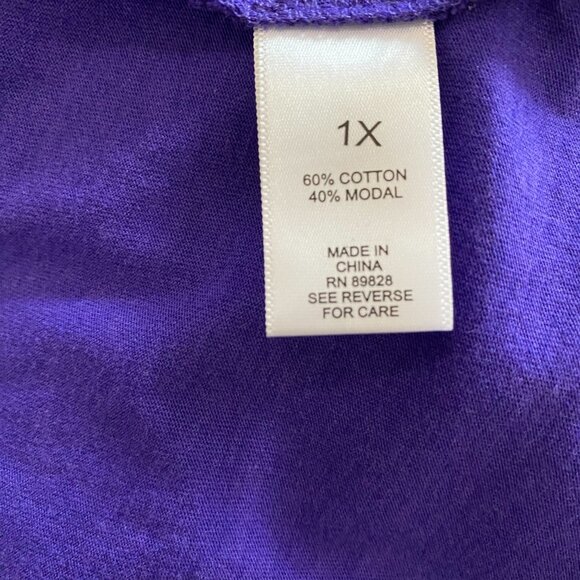 1X
60% COTTON
40% MODAL
MADE IN
CHINA
RN 89828
SEE REVERSE
FOR CARE